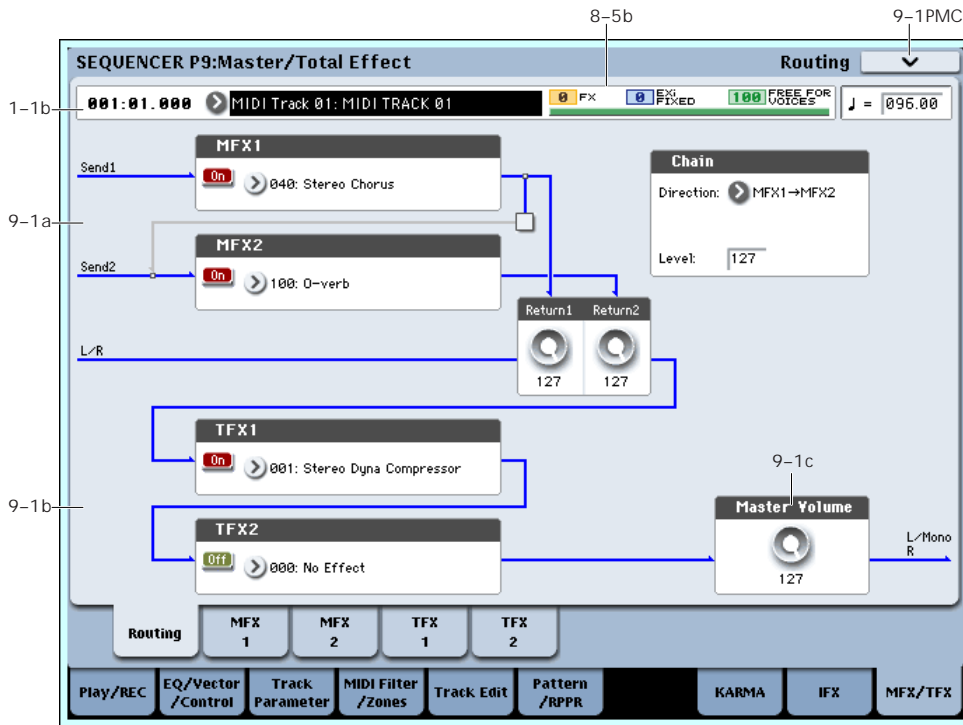 8–5b
9–1PMC
SEQUENCER P9:Master/Total Effect
Routing
1–1b
001:01.000
MIDI Track 01: MIDI TRACK 01
0 FX
0 EXi FIXED
100 FREE FOR VOICES
♩ = 096.00
MFX1
Send1
On
040: Stereo Chorus
Chain
Direction:
MFX1→MFX2
Level:
127
9–1a
MFX2
Send2
On
100: O-verb
Return1
Return2
127
127
L/R
TFX1
On
001: Stereo Dyna Compressor
9–1c
9–1b
TFX2
Off
000: No Effect
Master Volume
127
L/Mono
R
Routing
MFX
1
MFX
2
TFX
1
TFX
2
Play/REC
EQ/Vector
/Control
Track
Parameter
MIDI Filter
/Zones
Track Edit
Pattern
/RPPR
KARMA
IFX
MFX/TFX